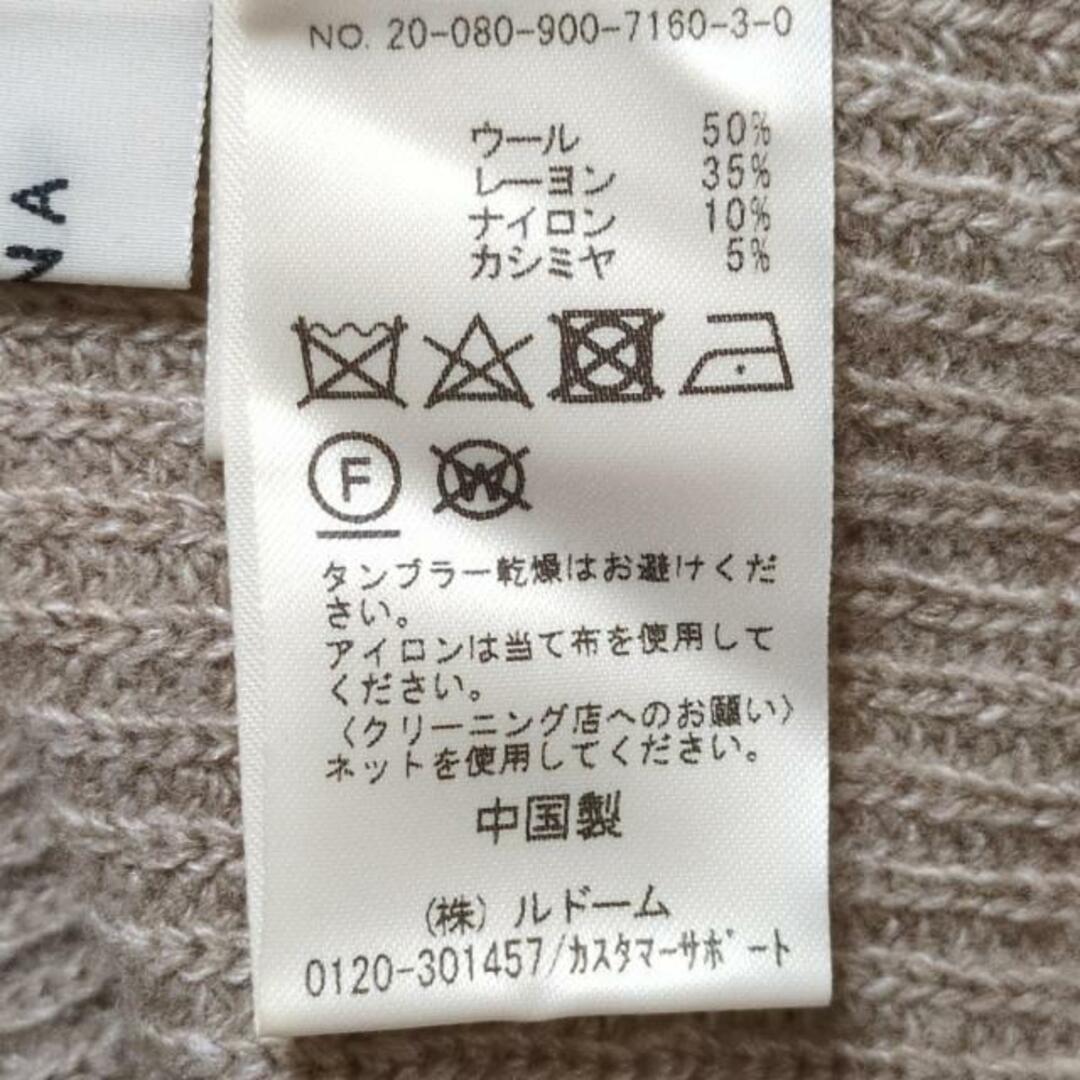 NO. 20-080-900-7160-3-0
ウール 50%
レーヨン 35%
ナイロン 10%
カシミヤ 5%
F W
タンブラー乾燥はお避けくだ
さい。
アイロンは当て布を使用して
ください。
〈クリーニング店へのお願い〉
ネットを使用してください。
中国製
(株) ルドーム
0120-301457/カスタマーサポート
NA